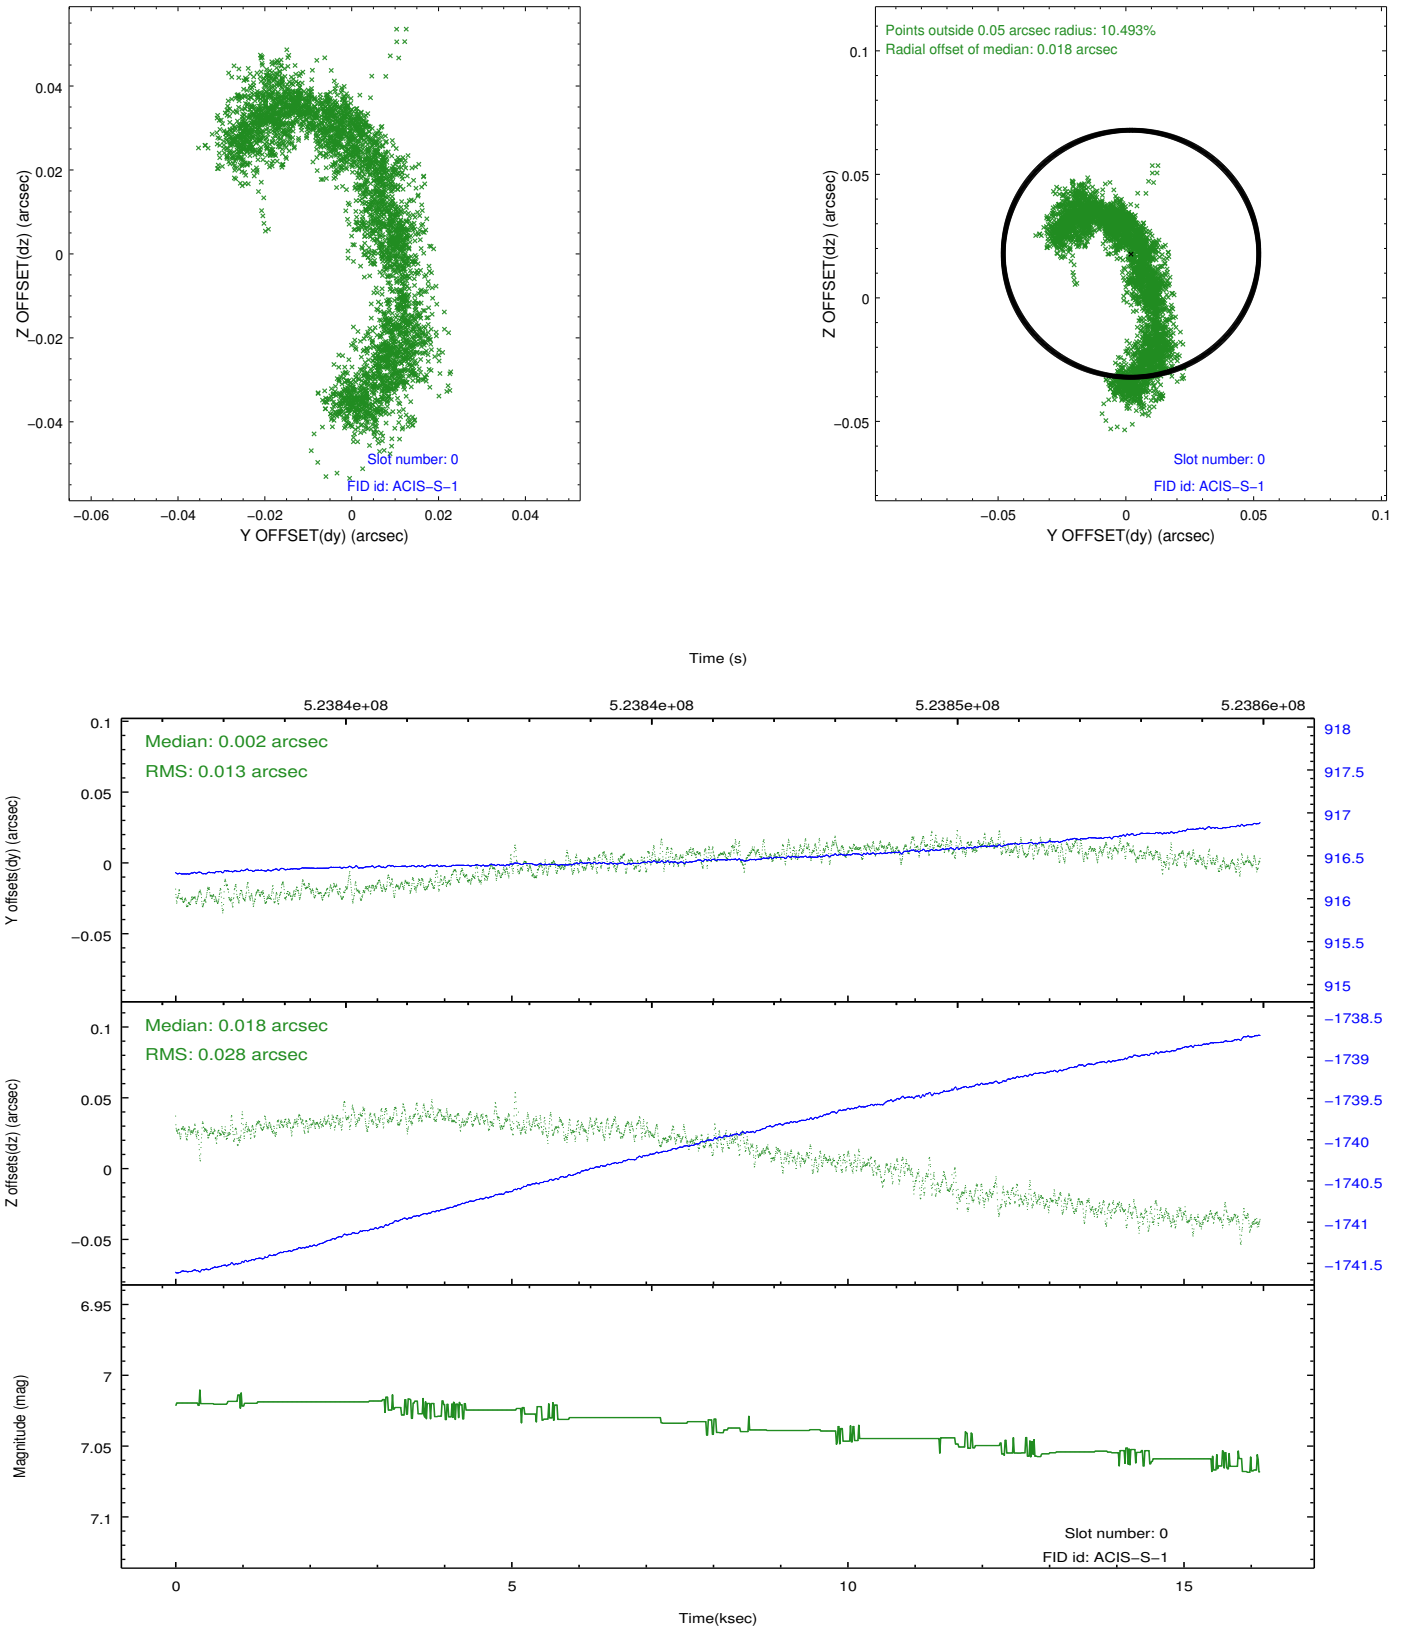 0.04
0.02
0
−0.02
−0.04
Z OFFSET(dz) (arcsec)
Slot number: 0
FID id: ACIS−S−1
−0.06
−0.04
−0.02
0
0.02
0.04
Y OFFSET(dy) (arcsec)
Points outside 0.05 arcsec radius: 10.493%
Radial offset of median: 0.018 arcsec
0.1
0.05
0
−0.05
Z OFFSET(dz) (arcsec)
Slot number: 0
FID id: ACIS−S−1
−0.05
0
0.05
0.1
Y OFFSET(dy) (arcsec)
Time (s)
5.2384e+08
5.2384e+08
5.2385e+08
5.2386e+08
Median: 0.002 arcsec
RMS: 0.013 arcsec
0.1
0.05
0
−0.05
Y offsets(dy) (arcsec)
918
917.5
917
916.5
916
915.5
915
Median: 0.018 arcsec
RMS: 0.028 arcsec
0.1
0.05
0
−0.05
Z offsets(dz) (arcsec)
−1738.5
−1739
−1739.5
−1740
−1740.5
−1741
−1741.5
6.95
7
7.05
7.1
Magnitude (mag)
Slot number: 0
FID id: ACIS−S−1
0
5
10
15
Time(ksec)